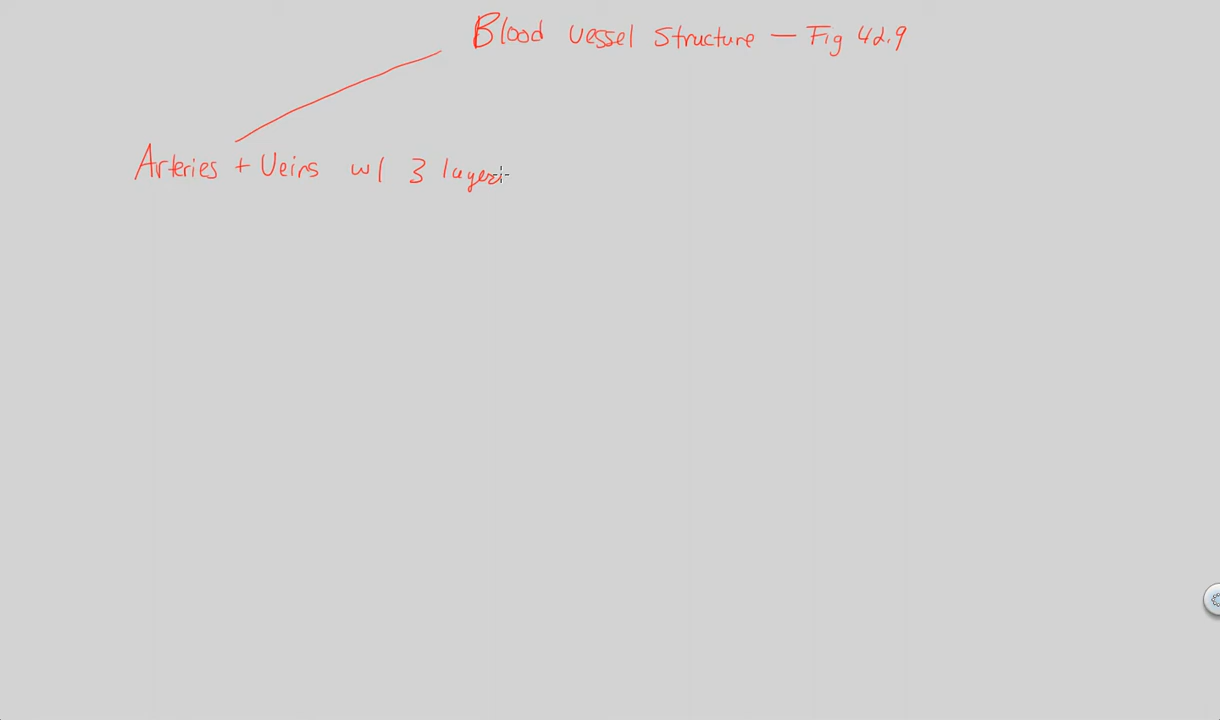 Blood vessel structure — Fig 42.9
Arteries + Veins w/ 3 layers